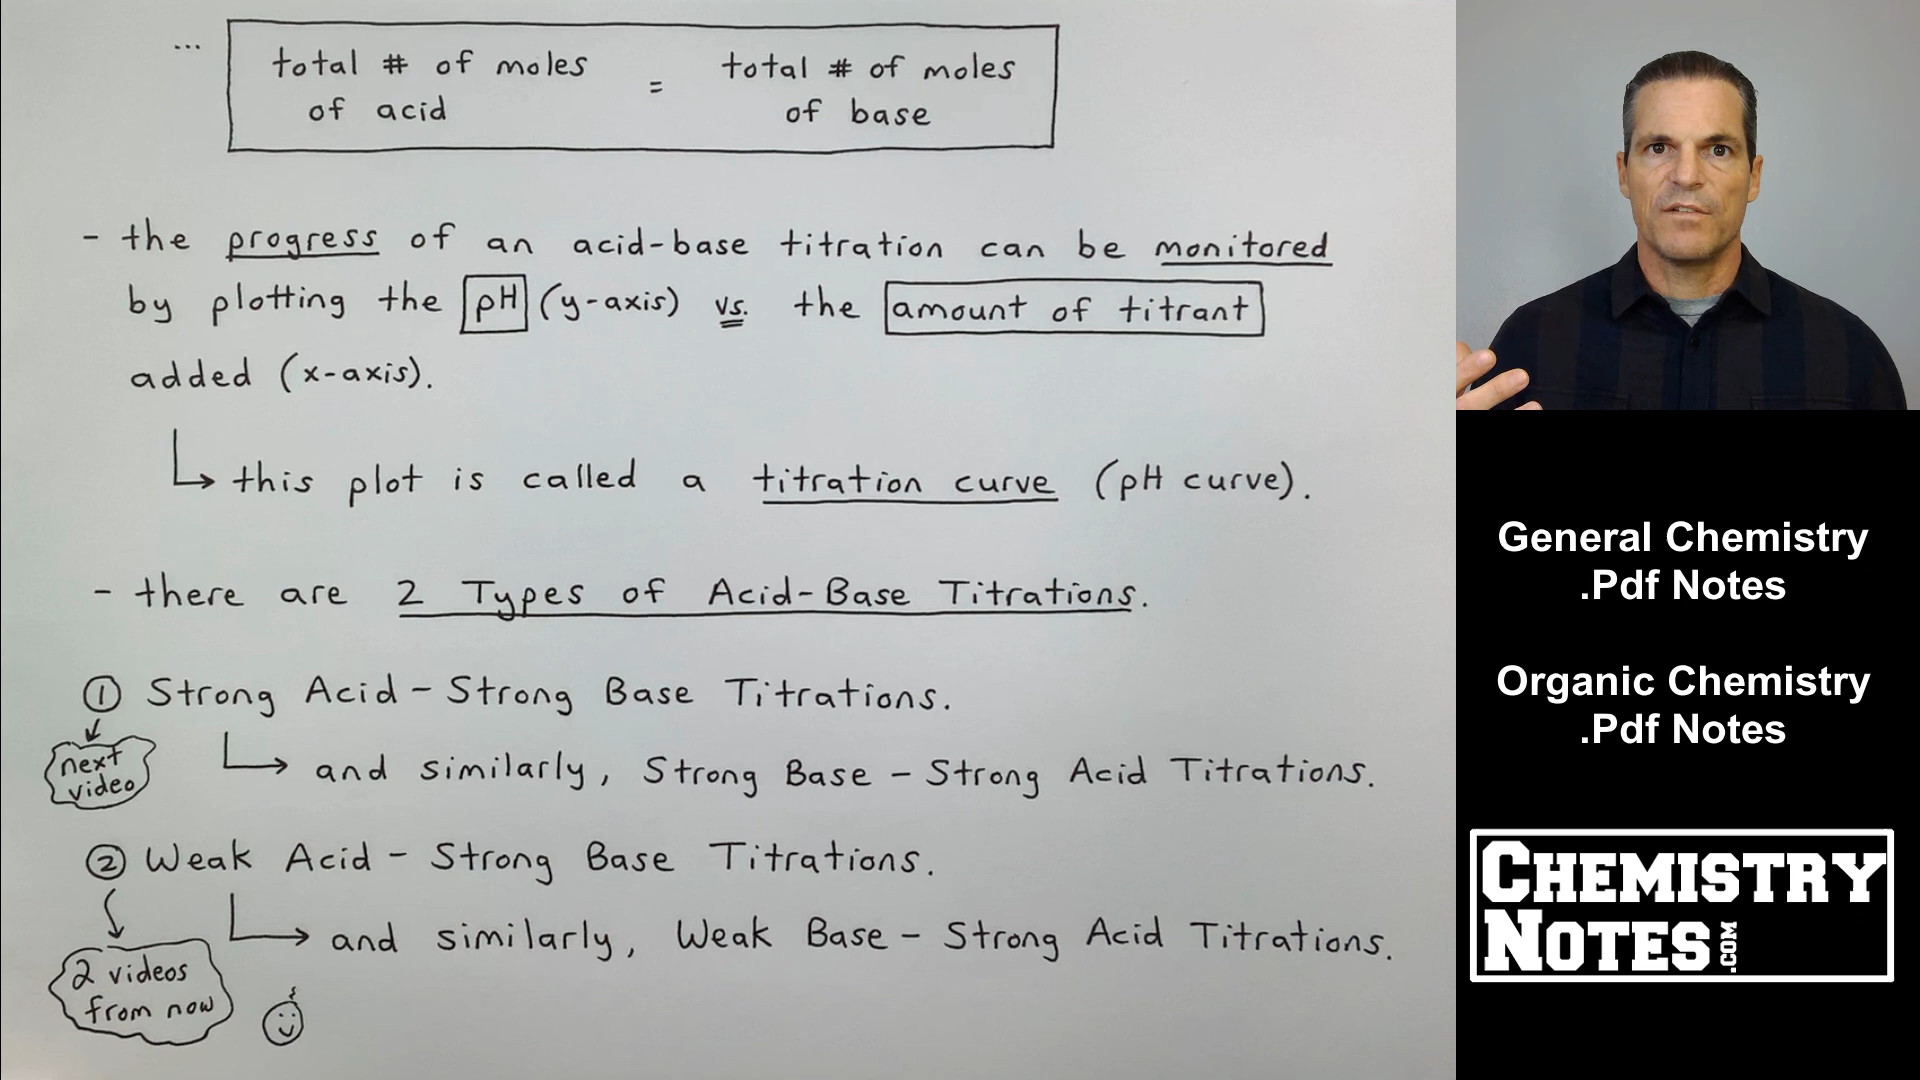 ...
total # of moles of acid = total # of moles of base
- the progress of an acid-base titration can be monitored
by plotting the pH (y-axis) vs. the amount of titrant
added (x-axis).
this plot is called a titration curve (pH curve).
- there are 2 Types of Acid-Base Titrations.
① Strong Acid - Strong Base Titrations.
next
video
and similarly, Strong Base - Strong Acid Titrations.
② Weak Acid - Strong Base Titrations.
and similarly, Weak Base - Strong Acid Titrations.
2 videos
from now
General Chemistry
.Pdf Notes
Organic Chemistry
.Pdf Notes
CHEMISTRY
NOTES.COM